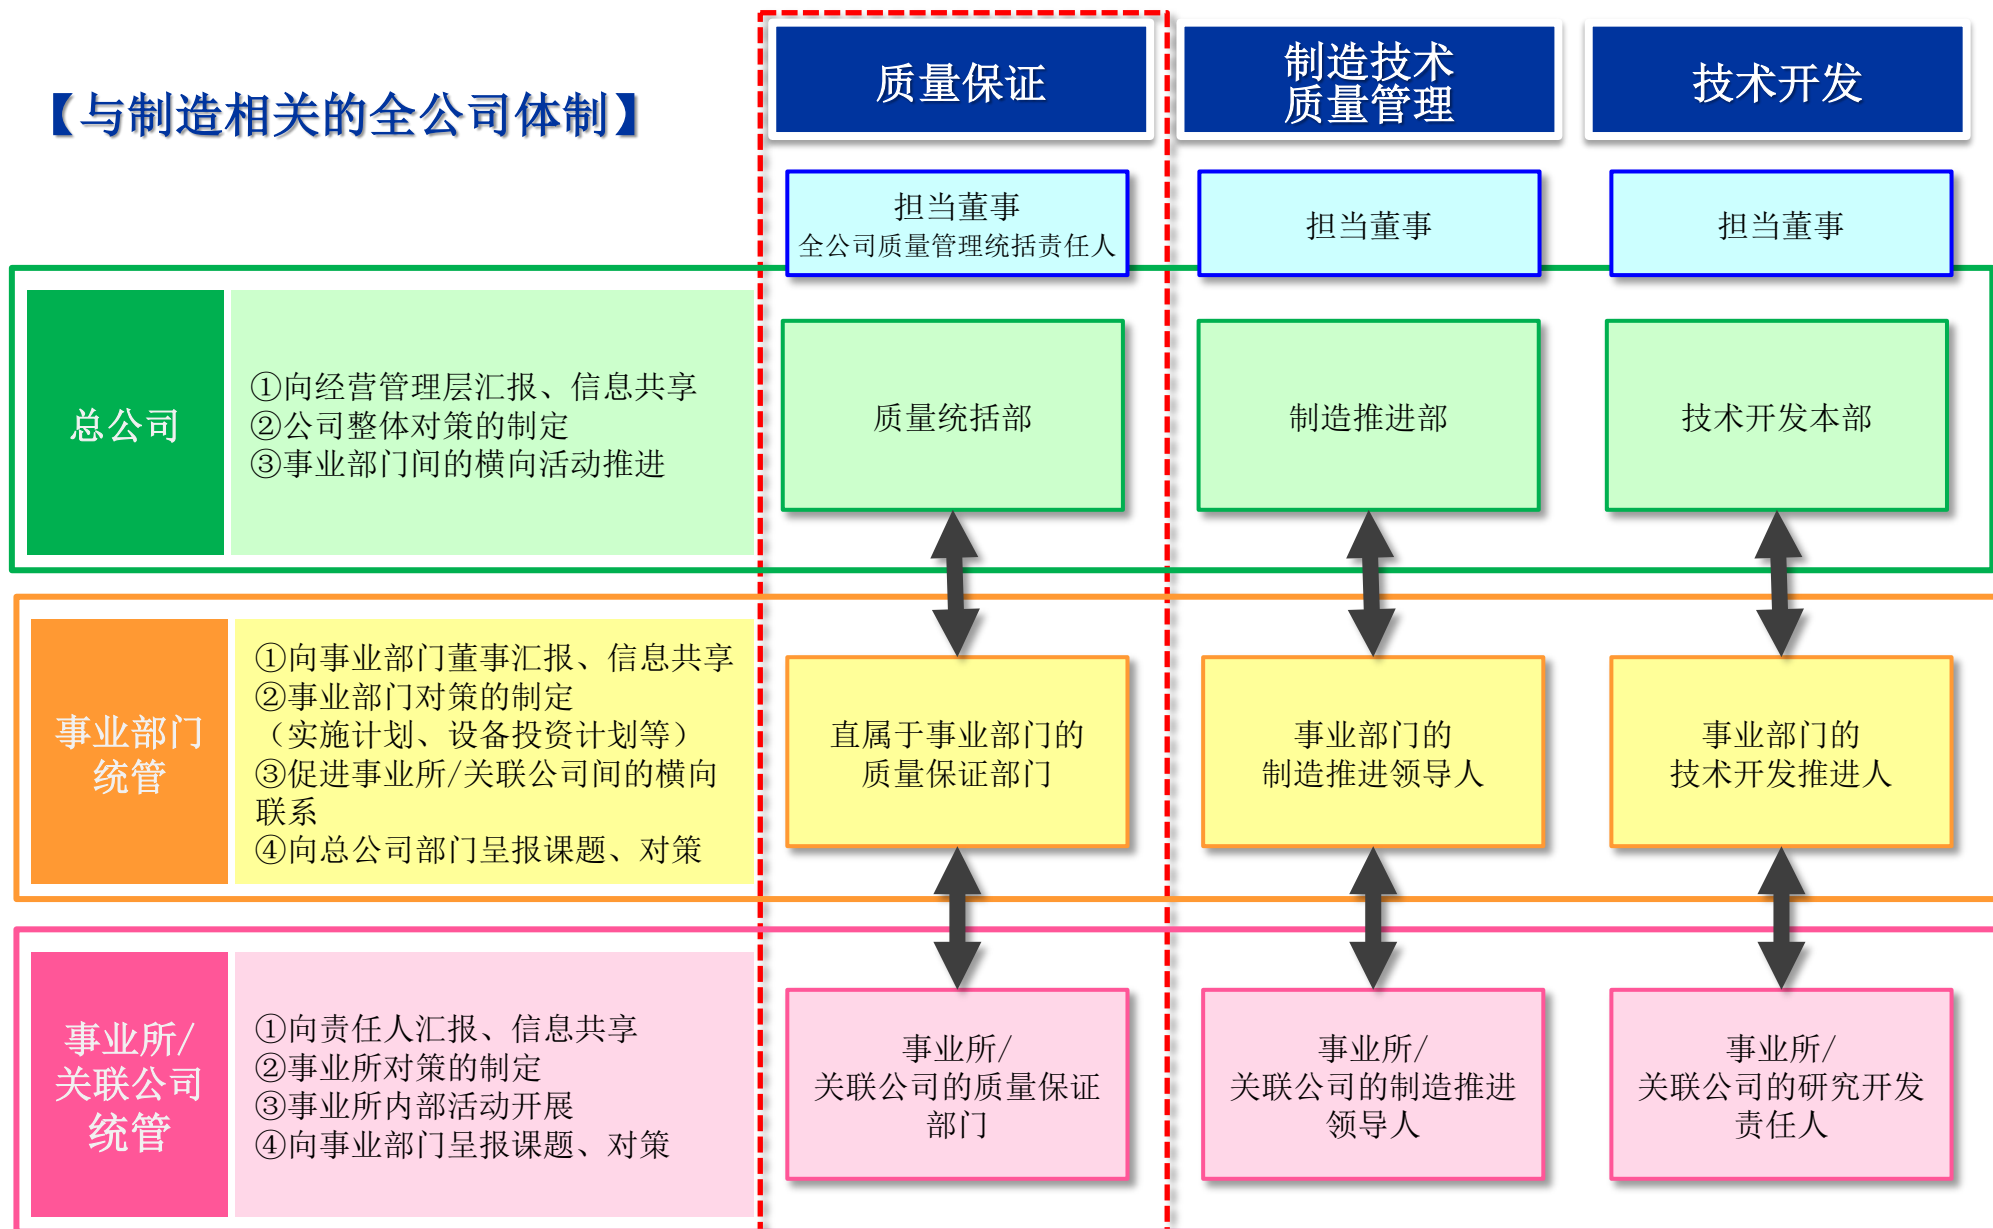 【与制造相关的全公司体制】
质量保证
制造技术
质量管理
技术开发
担当董事
全公司质量管理统括责任人
担当董事
担当董事
总公司
①向经营管理层汇报、信息共享
②公司整体对策的制定
③事业部门间的横向活动推进
质量统括部
制造推进部
技术开发本部
事业部门
统管
①向事业部门董事汇报、信息共享
②事业部门对策的制定
（实施计划、设备投资计划等）
③促进事业所/关联公司间的横向
联系
④向总公司部门呈报课题、对策
直属于事业部门的
质量保证部门
事业部门的
制造推进领导人
事业部门的
技术开发推进人
事业所/
关联公司
统管
①向责任人汇报、信息共享
②事业所对策的制定
③事业所内部活动开展
④向事业部门呈报课题、对策
事业所/
关联公司的质量保证
部门
事业所/
关联公司的制造推进
领导人
事业所/
关联公司的研究开发
责任人